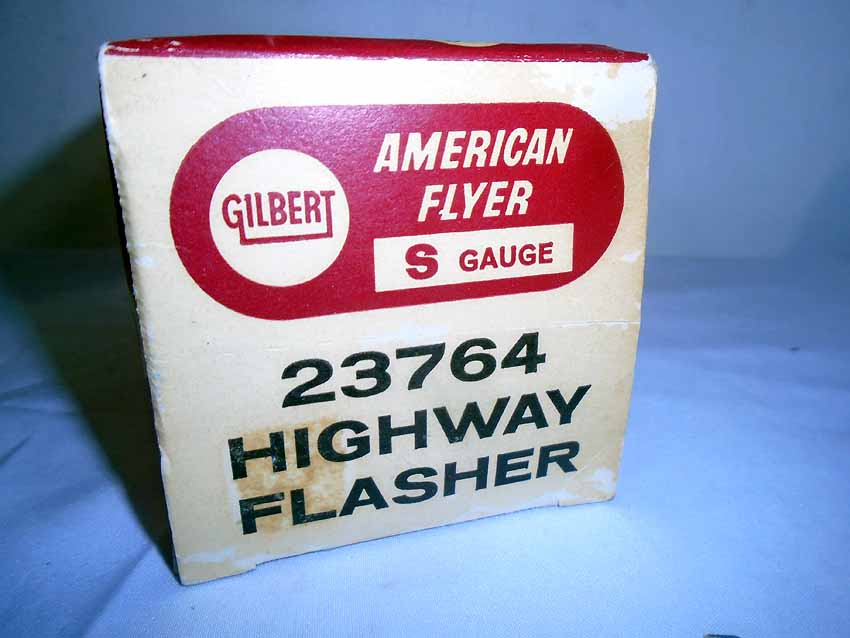 GILBERT
AMERICAN
FLYER
S GAUGE
23764
HIGHWAY
FLASHER